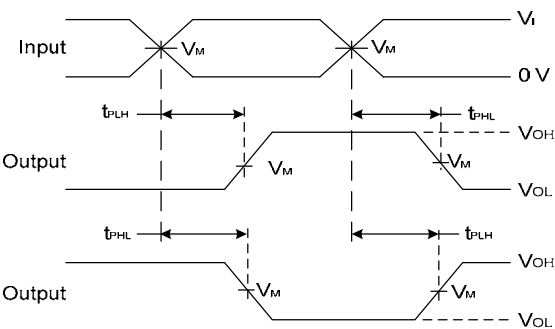 VI
Input VM VM
0 V
tPLH tPHL
VOH
Output VM VM
VOL
tPHL tPLH
VOH
Output VM VM
VOL